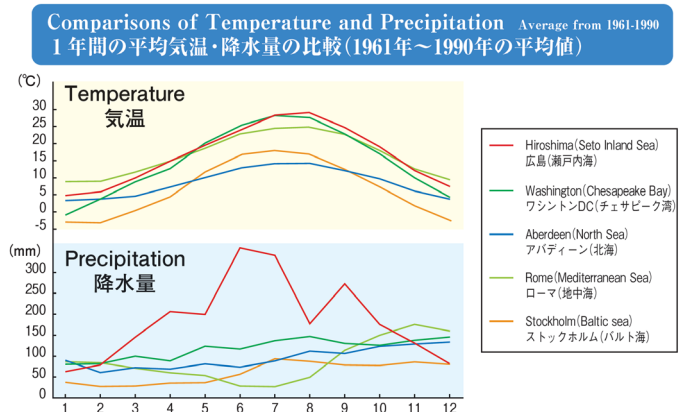 Comparisons of Temperature and Precipitation Average from 1961-1990
1年間の平均気温・降水量の比較(1961年~1990年の平均値)
(℃)
Temperature
気温
30
25
20
15
10
5
0
-5
(mm)
Precipitation
降水量
300
250
200
150
100
50
0
1 2 3 4 5 6 7 8 9 10 11 12
Hiroshima(Seto Inland Sea)
広島(瀬戸内海)
Washington(Chesapeake Bay)
ワシントンDC(チェサピーク湾)
Aberdeen(North Sea)
アバディーン(北海)
Rome(Mediterranean Sea)
ローマ(地中海)
Stockholm(Baltic sea)
ストックホルム(バルト海)